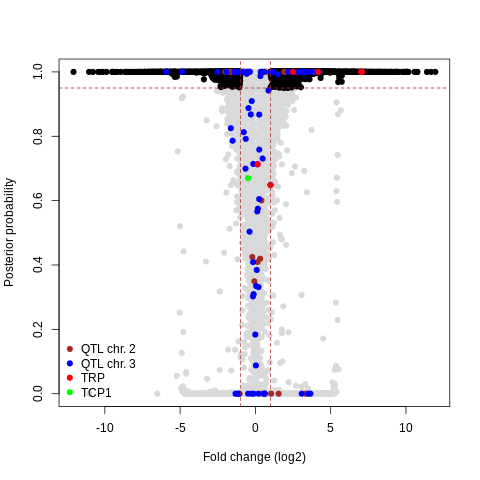 1.0
0.8
0.6
0.4
0.2
0.0
Posterior probability
QTL chr. 2
QTL chr. 3
TRP
TCP1
-10 -5 0 5 10
Fold change (log2)